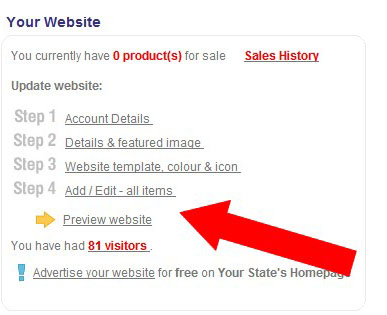 Your Website
You currently have 0 product(s) for sale Sales History
Update website:
Step 1 Account Details
Step 2 Details & featured image
Step 3 Website template, colour & icon
Step 4 Add / Edit - all items
Preview website
You have had 81 visitors .
Advertise your website for free on Your State's Homepage